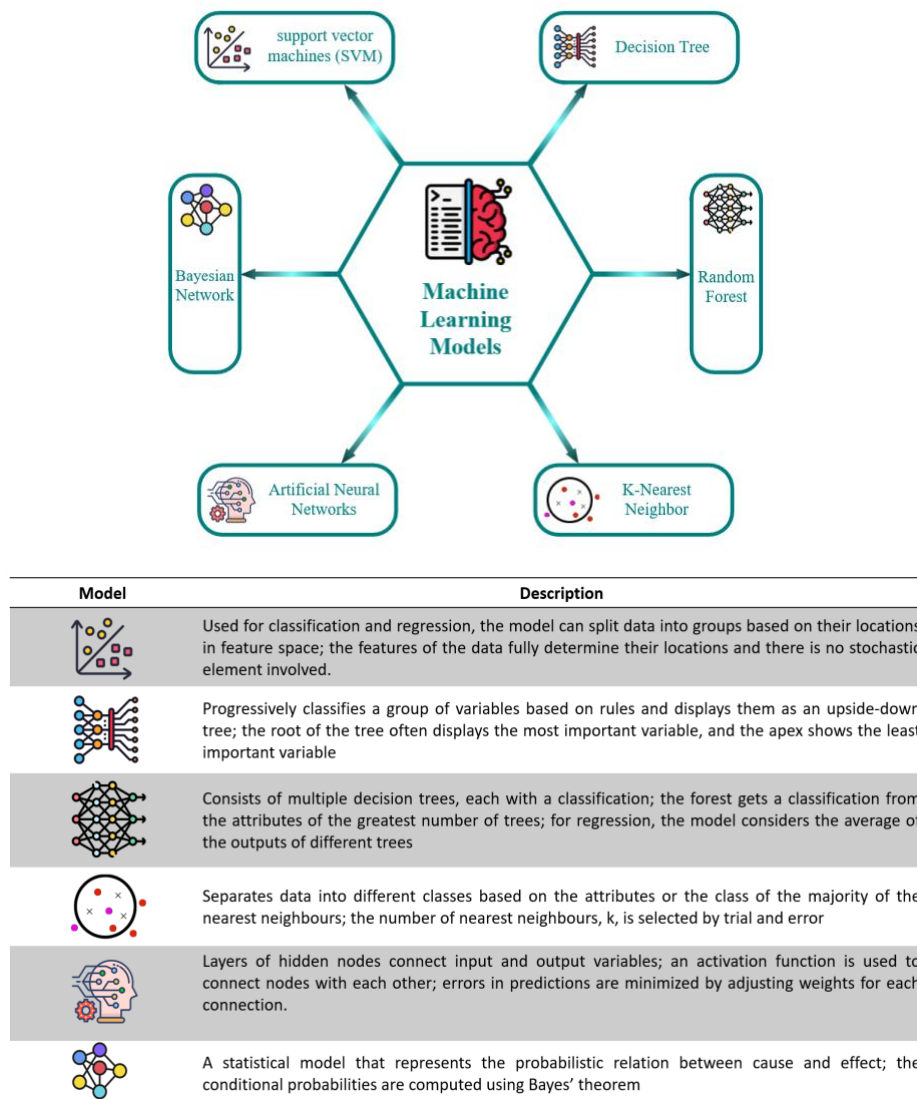 support vector
machines (SVM)
Decision Tree
Bayesian
Network
Random
Forest
Machine
Learning
Models
Artificial Neural
Networks
K-Nearest
Neighbor
Model Description
Used for classification and regression, the model can split data into groups based on their locations
in feature space; the features of the data fully determine their locations and there is no stochastic
element involved.
Progressively classifies a group of variables based on rules and displays them as an upside-down
tree; the root of the tree often displays the most important variable, and the apex shows the least
important variable
Consists of multiple decision trees, each with a classification; the forest gets a classification from
the attributes of the greatest number of trees; for regression, the model considers the average of
the outputs of different trees
Separates data into different classes based on the attributes or the class of the majority of the
nearest neighbours; the number of nearest neighbours, k, is selected by trial and error
Layers of hidden nodes connect input and output variables; an activation function is used to
connect nodes with each other; errors in predictions are minimized by adjusting weights for each
connection.
A statistical model that represents the probabilistic relation between cause and effect; the
conditional probabilities are computed using Bayes’ theorem